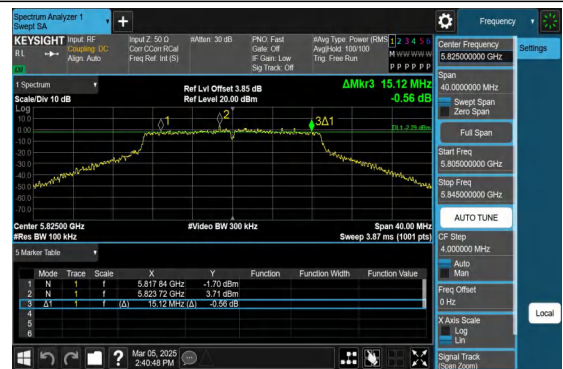 Spectrum Analyzer 1
Swept SA
Frequency
KEYSIGHT
Input: RF
Input Z: 50 Ω
#Atten: 30 dB
PNO: Fast
#Avg Type: Power (RMS)
1 2 3 4 5 6
RL
Coupling: DC
Corr CCorr RCal
Gate: Off
Avg|Hold: 100/100
Align: Auto
Freq Ref: Int (S)
IF Gain: Low
Trig: Free Run
Sig Track: Off
M W W W W W
P P P P P P
1 Spectrum
Ref Lvl Offset 3.85 dB
ΔMkr3 15.12 MHz
Scale/Div 10 dB
Ref Level 20.00 dBm
-0.56 dB
Log
10.0
0.00
-10.0
-20.0
-30.0
-40.0
-50.0
-60.0
-70.0
1
2
3Δ1
DL1 -2.29 dBm
Center 5.82500 GHz
#Video BW 300 kHz
Span 40.00 MHz
#Res BW 100 kHz
Sweep 3.87 ms (1001 pts)
5 Marker Table
Mode Trace Scale X Y Function Function Width Function Value
1 N 1 f 5.817 84 GHz -1.70 dBm
2 N 1 f 5.823 72 GHz 3.71 dBm
3 Δ1 1 f (Δ) 15.12 MHz (Δ) -0.56 dB
4
5
6
Mar 05, 2025
2:40:48 PM
Center Frequency
5.825000000 GHz
Settings
Span
40.0000000 MHz
Swept Span
Zero Span
Full Span
Start Freq
5.805000000 GHz
Stop Freq
5.845000000 GHz
AUTO TUNE
CF Step
4.000000 MHz
Auto
Man
Freq Offset
0 Hz
X Axis Scale
Log
Lin
Local
Signal Track
(Span Zoom)